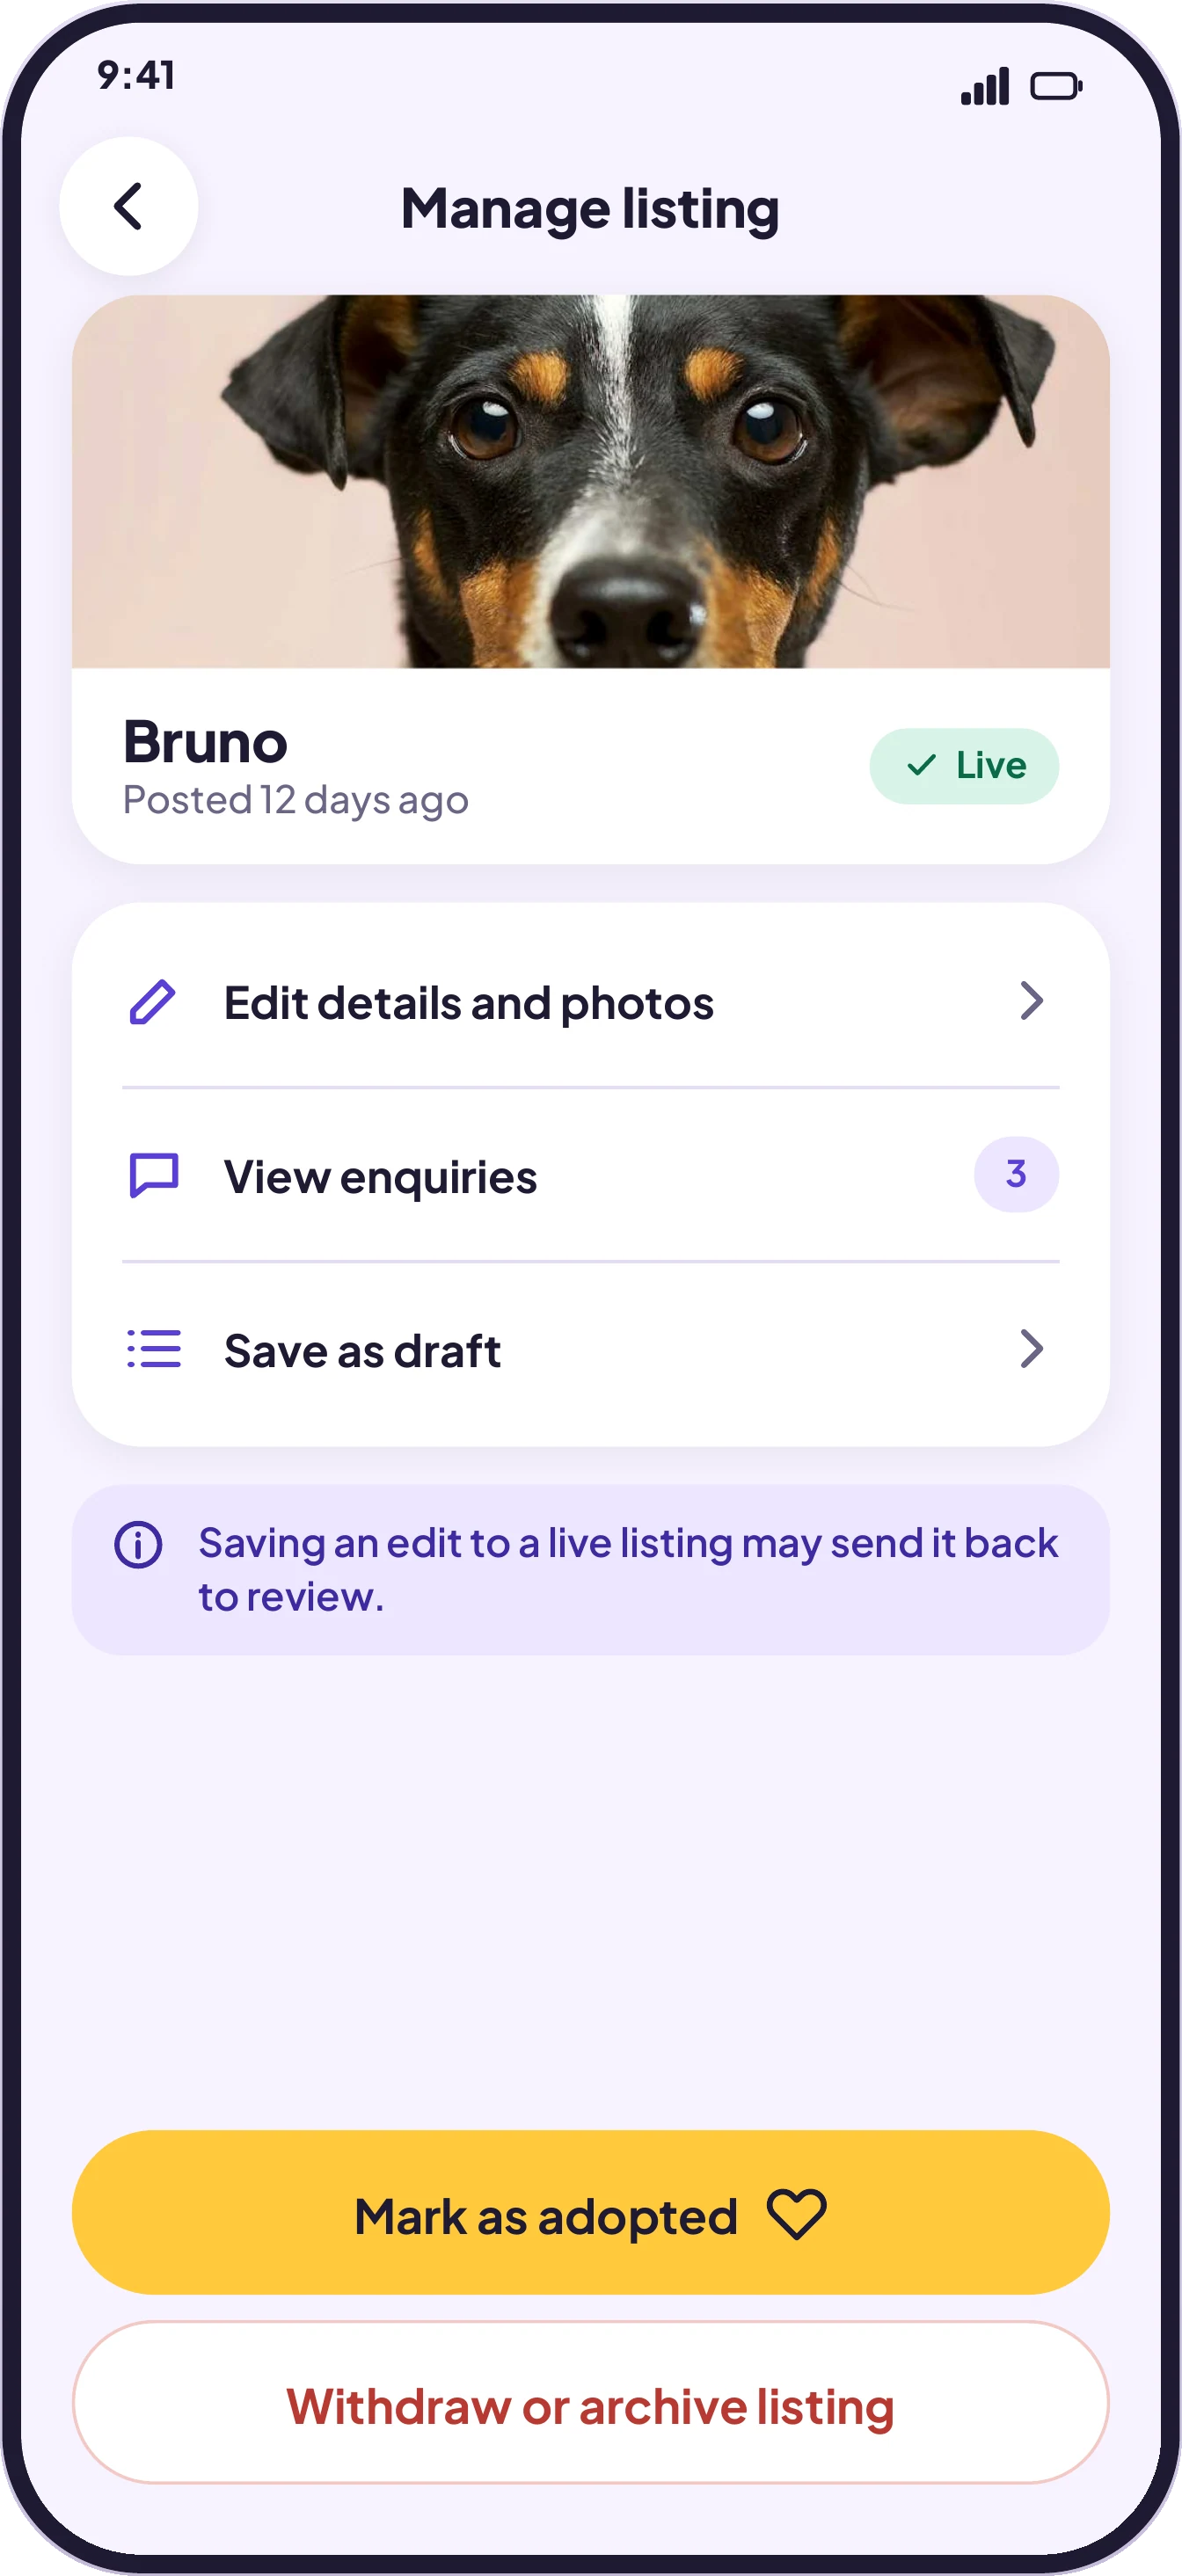 9:41
Manage listing
Bruno
Posted 12 days ago
Live
Edit details and photos
View enquiries
3
Save as draft
Saving an edit to a live listing may send it back
to review.
Mark as adopted
Withdraw or archive listing